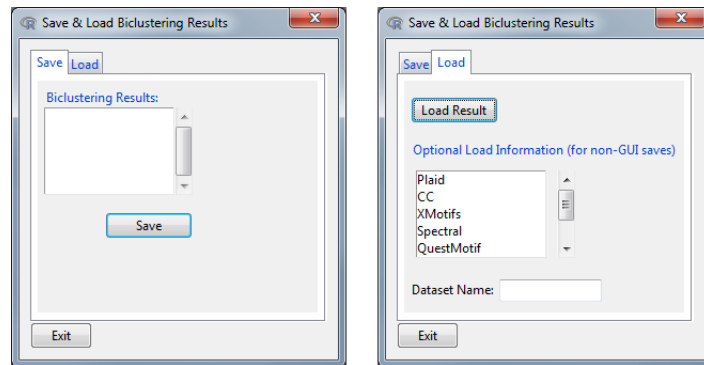 Save & Load Biclustering Results
Save Load
Biclustering Results:
Save
Exit
Save & Load Biclustering Results
Save Load
Load Result
Optional Load Information (for non-GUI saves)
Plaid
CC
XMotifs
Spectral
QuestMotif
Dataset Name:
Exit